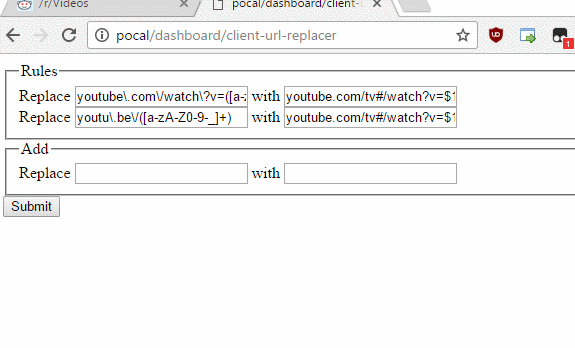 /r/Videos
pocal/dashboard/client-u
pocal/dashboard/client-url-replacer
1
Rules
Replace youtube\.com\/watch\?v=([a-z with youtube.com/tv#/watch?v=$1
Replace youtu\.be\/([a-zA-Z0-9-_]+) with youtube.com/tv#/watch?v=$1
Add
Replace with
Submit